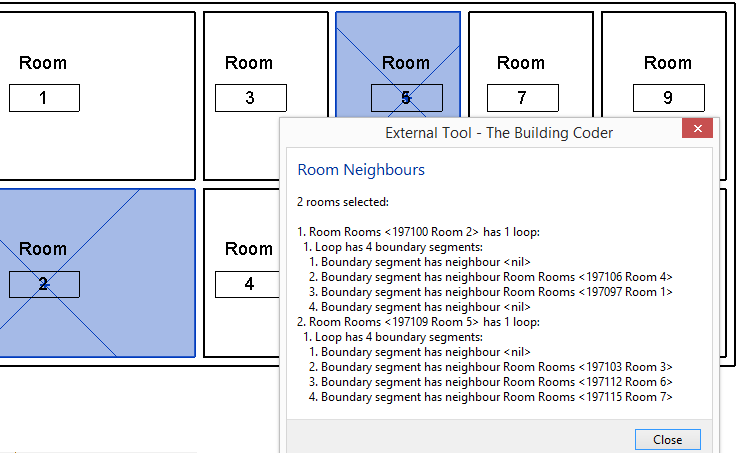 Room Room Room Room Room
1 3 5 7 9
External Tool - The Building Coder
Room Neighbours
2 rooms selected:
1. Room Rooms <197100 Room 2> has 1 loop:
1. Loop has 4 boundary segments:
1. Boundary segment has neighbour <nil>
2. Boundary segment has neighbour Room Rooms <197106 Room 4>
3. Boundary segment has neighbour Room Rooms <197097 Room 1>
4. Boundary segment has neighbour <nil>
2. Room Rooms <197109 Room 5> has 1 loop:
1. Loop has 4 boundary segments:
1. Boundary segment has neighbour <nil>
2. Boundary segment has neighbour Room Rooms <197103 Room 3>
3. Boundary segment has neighbour Room Rooms <197112 Room 6>
4. Boundary segment has neighbour Room Rooms <197115 Room 7>
Close
Room Room
2 4